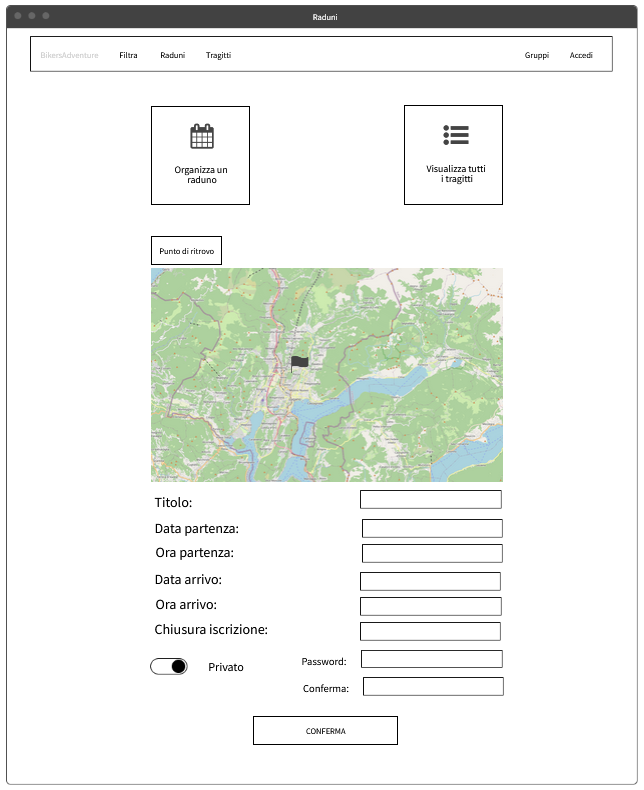 Raduni
BikersAdventure Filtra Raduni Tragitti Gruppi Accedi
Organizza un
raduno
Visualizza tutti
i tragitti
Punto di ritrovo
Titolo:
Data partenza:
Ora partenza:
Data arrivo:
Ora arrivo:
Chiusura iscrizione:
Privato
Password:
Conferma:
CONFERMA